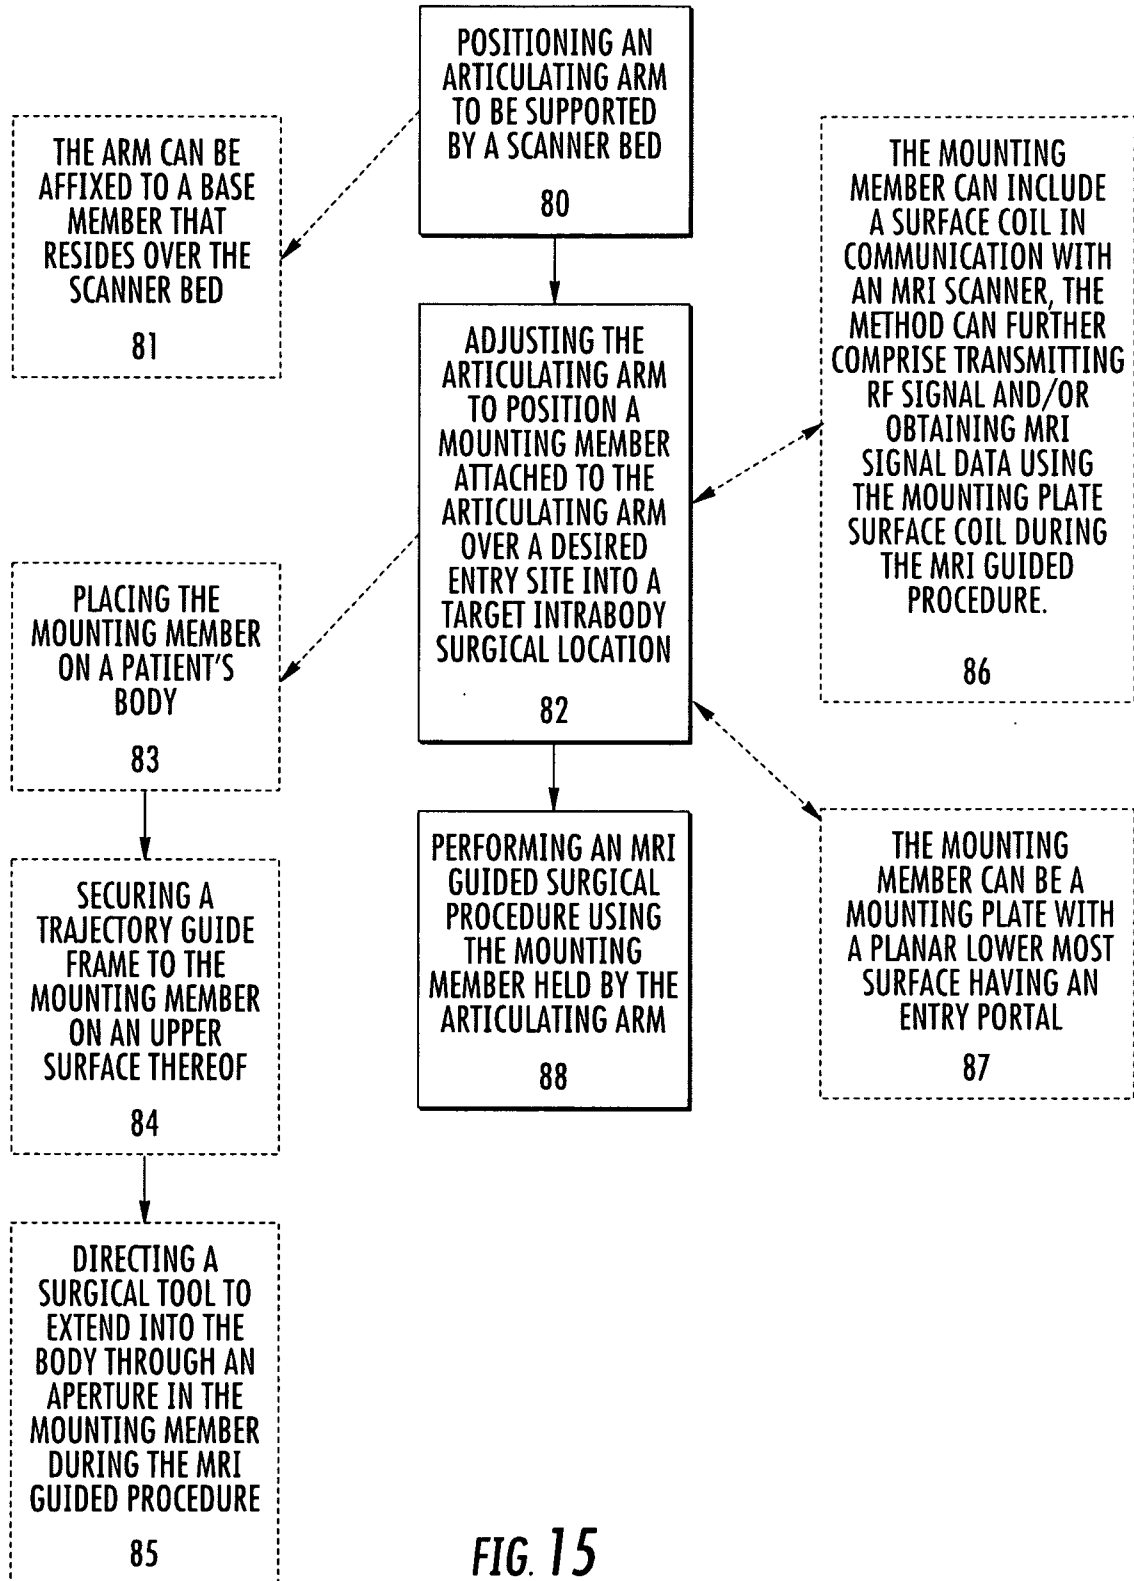 POSITIONING AN
ARTICULATING ARM
TO BE SUPPORTED
BY A SCANNER BED
80
THE ARM CAN BE
AFFIXED TO A BASE
MEMBER THAT
RESIDES OVER THE
SCANNER BED
81
ADJUSTING THE
ARTICULATING ARM
TO POSITION A
MOUNTING MEMBER
ATTACHED TO THE
ARTICULATING ARM
OVER A DESIRED
ENTRY SITE INTO A
TARGET INTRABODY
SURGICAL LOCATION
82
PLACING THE
MOUNTING MEMBER
ON A PATIENT'S
BODY
83
SECURING A
TRAJECTORY GUIDE
FRAME TO THE
MOUNTING MEMBER
ON AN UPPER
SURFACE THEREOF
84
DIRECTING A
SURGICAL TOOL TO
EXTEND INTO THE
BODY THROUGH AN
APERTURE IN THE
MOUNTING MEMBER
DURING THE MRI
GUIDED PROCEDURE
85
THE MOUNTING
MEMBER CAN INCLUDE
A SURFACE COIL IN
COMMUNICATION WITH
AN MRI SCANNER, THE
METHOD CAN FURTHER
COMPRISE TRANSMITTING
RF SIGNAL AND/OR
OBTAINING MRI
SIGNAL DATA USING
THE MOUNTING PLATE
SURFACE COIL DURING
THE MRI GUIDED
PROCEDURE.
86
THE MOUNTING
MEMBER CAN BE A
MOUNTING PLATE WITH
A PLANAR LOWER MOST
SURFACE HAVING AN
ENTRY PORTAL
87
PERFORMING AN MRI
GUIDED SURGICAL
PROCEDURE USING
THE MOUNTING
MEMBER HELD BY THE
ARTICULATING ARM
88
FIG. 15